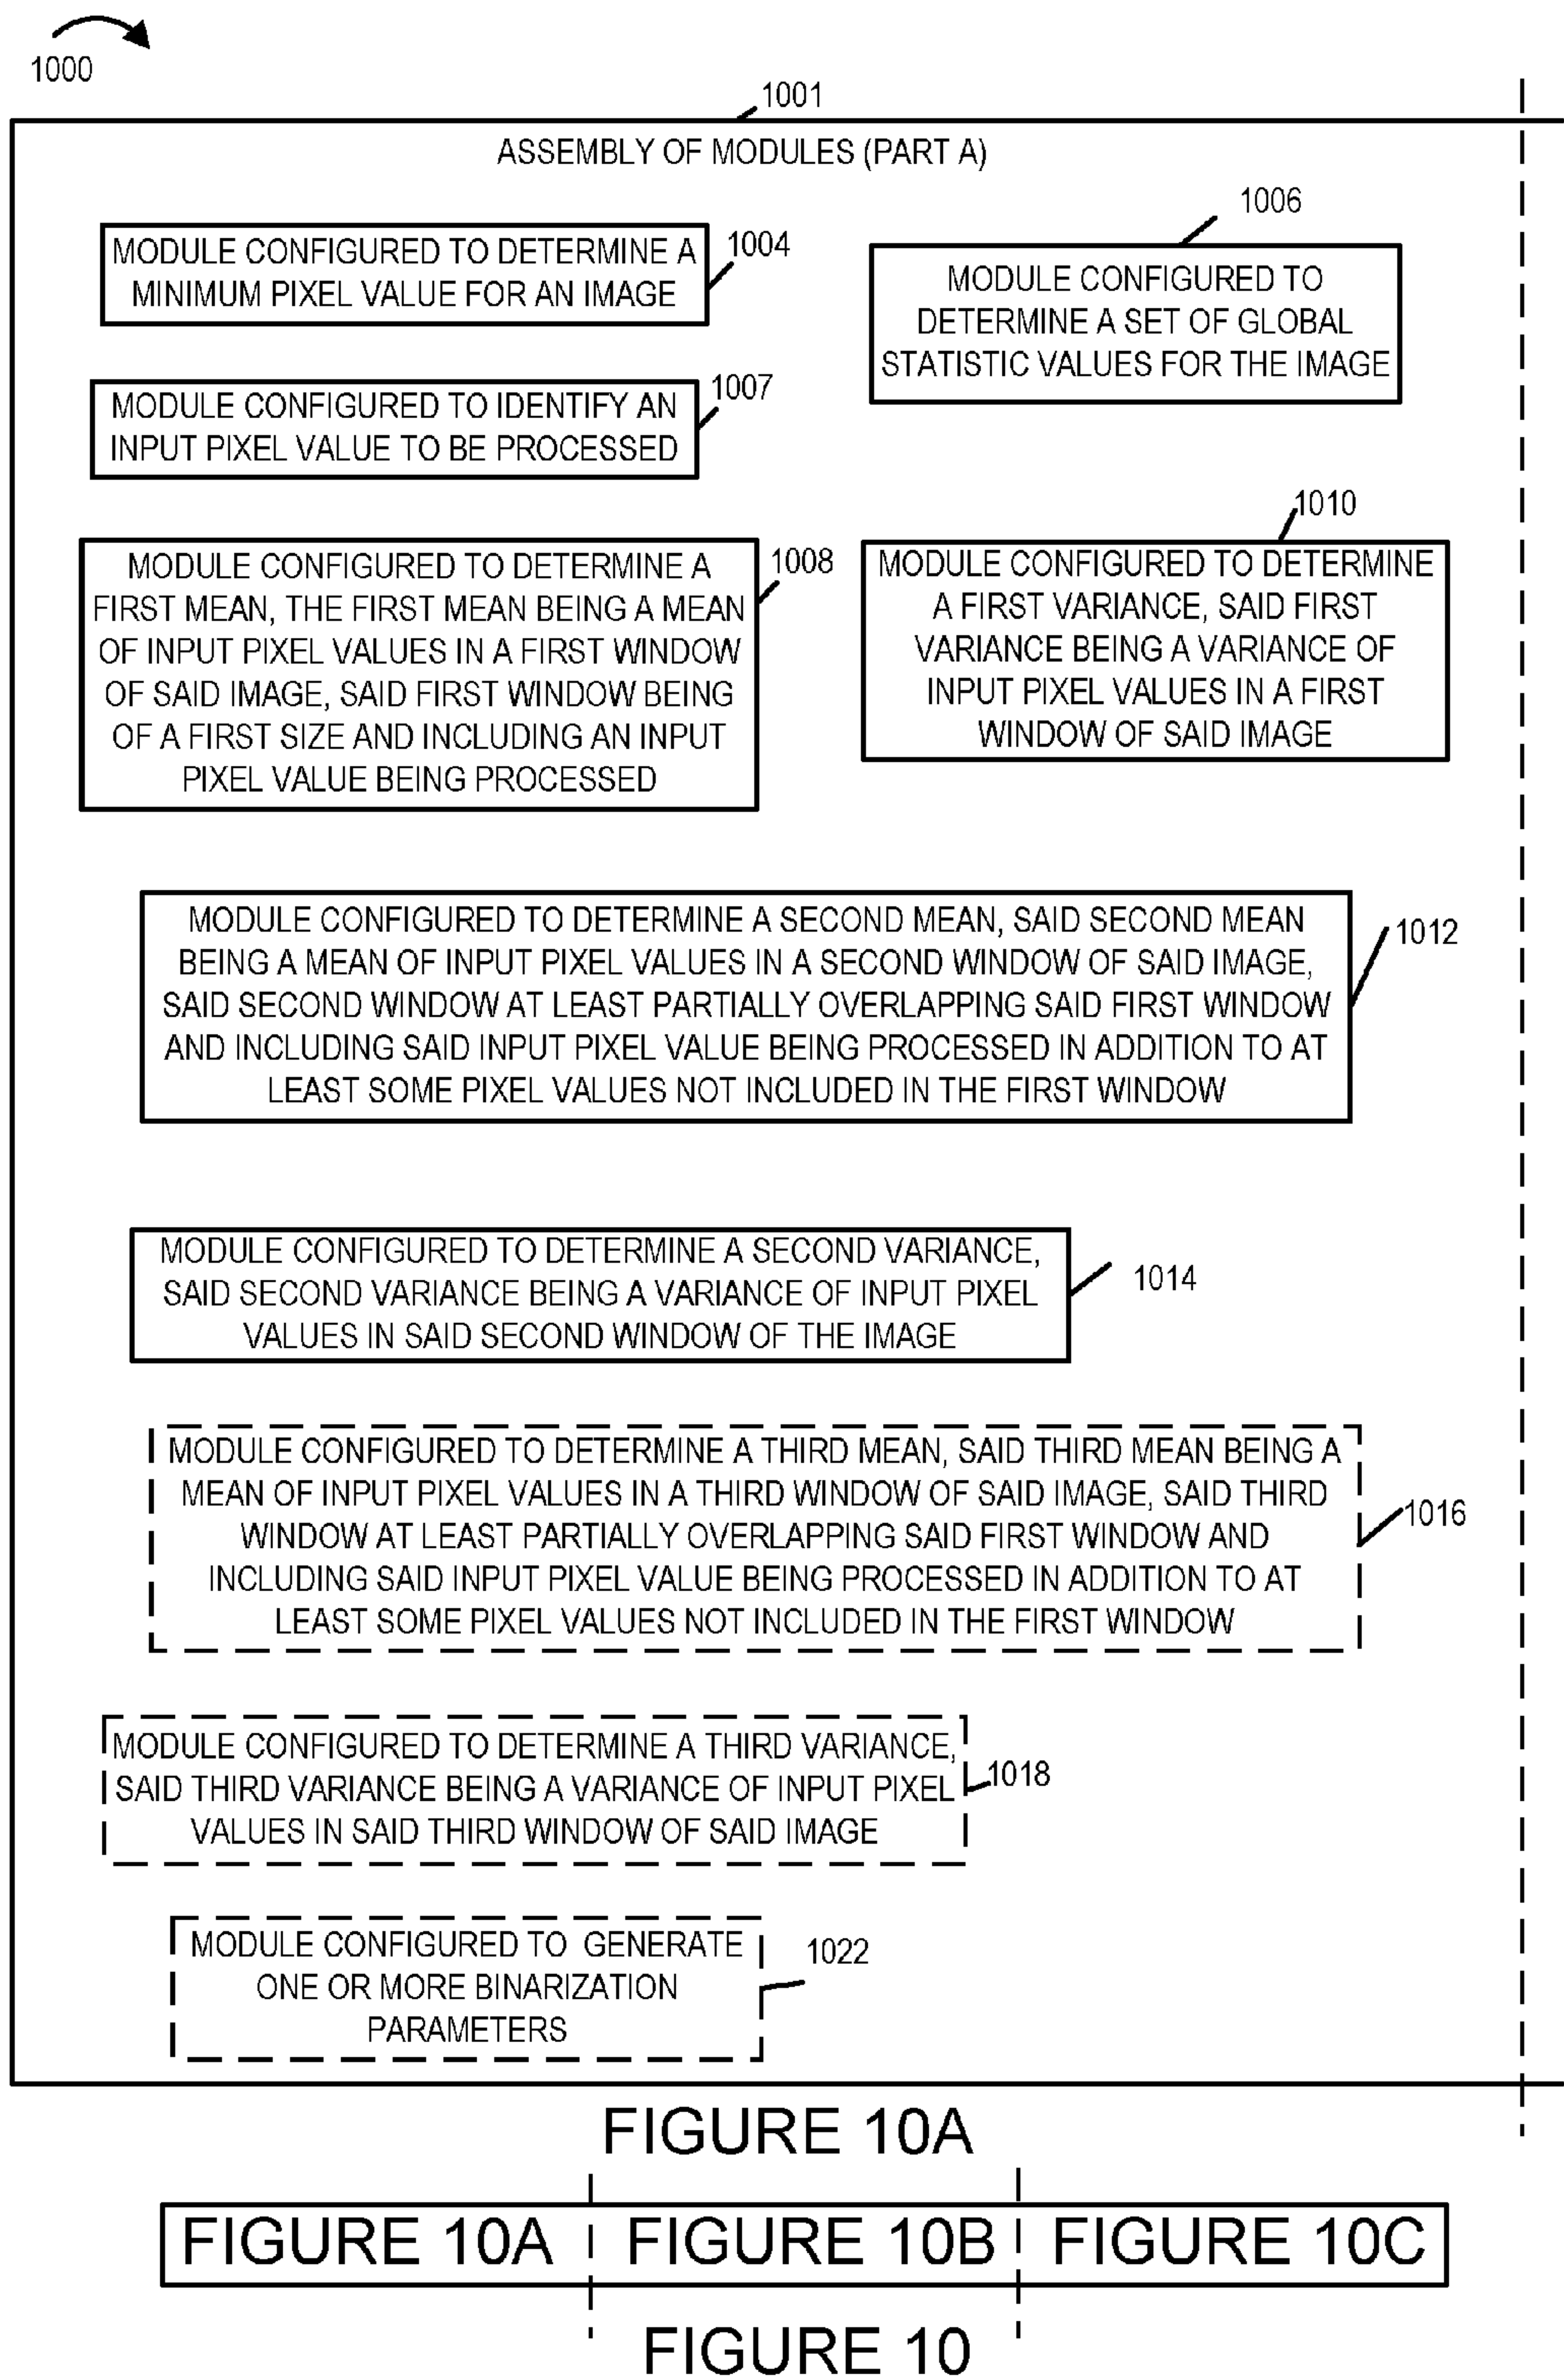 1000
1001
ASSEMBLY OF MODULES (PART A)
MODULE CONFIGURED TO DETERMINE A
MINIMUM PIXEL VALUE FOR AN IMAGE
1004
1006
MODULE CONFIGURED TO
DETERMINE A SET OF GLOBAL
STATISTIC VALUES FOR THE IMAGE
MODULE CONFIGURED TO IDENTIFY AN
INPUT PIXEL VALUE TO BE PROCESSED
1007
MODULE CONFIGURED TO DETERMINE A
FIRST MEAN, THE FIRST MEAN BEING A MEAN
OF INPUT PIXEL VALUES IN A FIRST WINDOW
OF SAID IMAGE, SAID FIRST WINDOW BEING
OF A FIRST SIZE AND INCLUDING AN INPUT
PIXEL VALUE BEING PROCESSED
1008
1010
MODULE CONFIGURED TO DETERMINE
A FIRST VARIANCE, SAID FIRST
VARIANCE BEING A VARIANCE OF
INPUT PIXEL VALUES IN A FIRST
WINDOW OF SAID IMAGE
MODULE CONFIGURED TO DETERMINE A SECOND MEAN, SAID SECOND MEAN
BEING A MEAN OF INPUT PIXEL VALUES IN A SECOND WINDOW OF SAID IMAGE,
SAID SECOND WINDOW AT LEAST PARTIALLY OVERLAPPING SAID FIRST WINDOW
AND INCLUDING SAID INPUT PIXEL VALUE BEING PROCESSED IN ADDITION TO AT
LEAST SOME PIXEL VALUES NOT INCLUDED IN THE FIRST WINDOW
1012
MODULE CONFIGURED TO DETERMINE A SECOND VARIANCE,
SAID SECOND VARIANCE BEING A VARIANCE OF INPUT PIXEL
VALUES IN SAID SECOND WINDOW OF THE IMAGE
1014
MODULE CONFIGURED TO DETERMINE A THIRD MEAN, SAID THIRD MEAN BEING A
MEAN OF INPUT PIXEL VALUES IN A THIRD WINDOW OF SAID IMAGE, SAID THIRD
WINDOW AT LEAST PARTIALLY OVERLAPPING SAID FIRST WINDOW AND
INCLUDING SAID INPUT PIXEL VALUE BEING PROCESSED IN ADDITION TO AT
LEAST SOME PIXEL VALUES NOT INCLUDED IN THE FIRST WINDOW
1016
MODULE CONFIGURED TO DETERMINE A THIRD VARIANCE,
SAID THIRD VARIANCE BEING A VARIANCE OF INPUT PIXEL
VALUES IN SAID THIRD WINDOW OF SAID IMAGE
1018
MODULE CONFIGURED TO GENERATE
ONE OR MORE BINARIZATION
PARAMETERS
1022
FIGURE 10A
FIGURE 10A FIGURE 10B FIGURE 10C
FIGURE 10